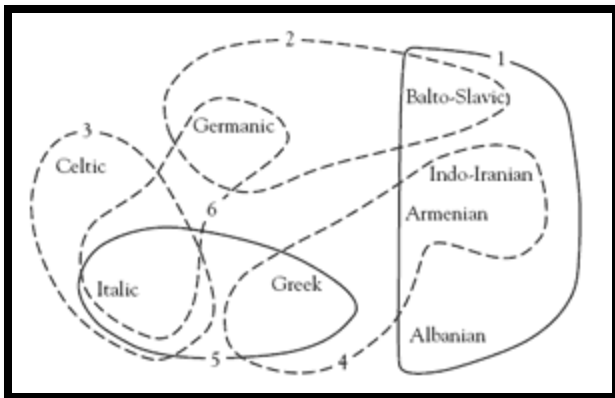 2
1
Balto-Slavic
Germanic
3
Celtic
Indo-Iranian
6
Armenian
Italic
Greek
Albanian
5
4